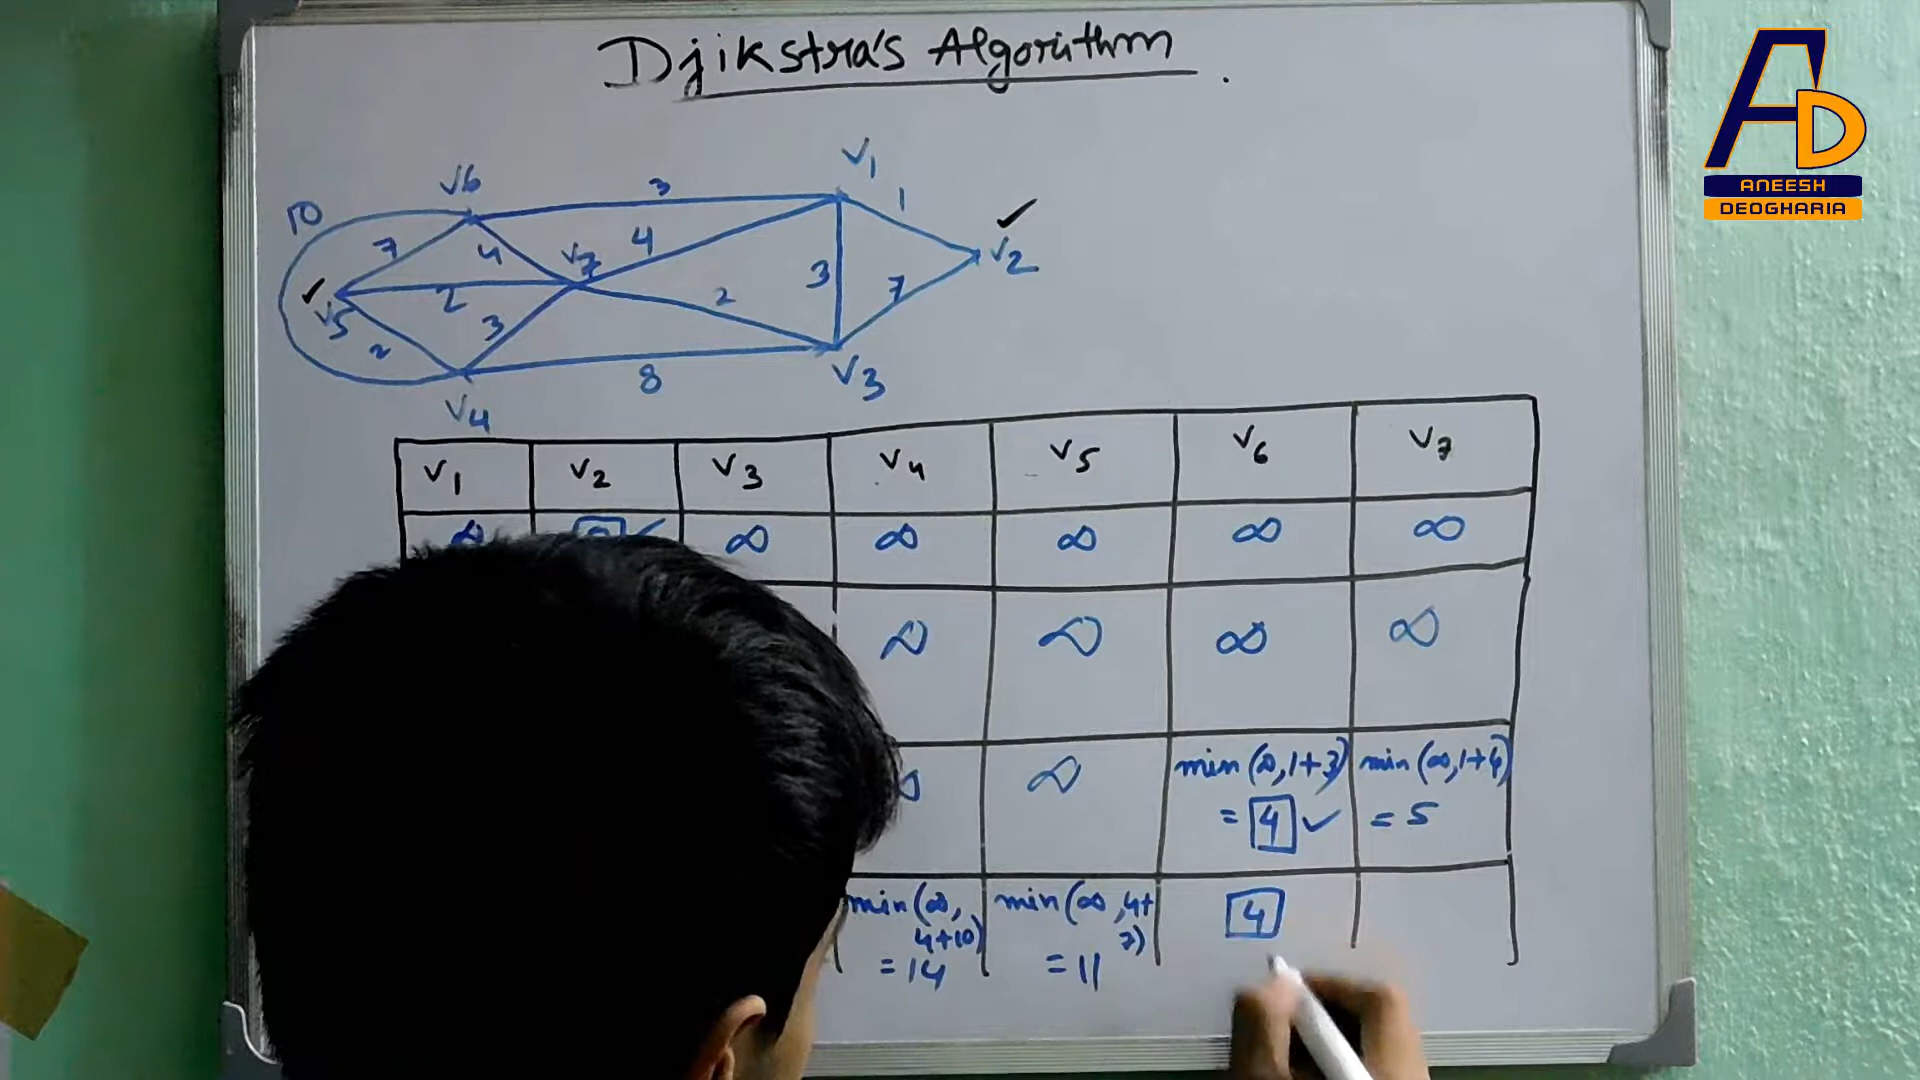 Djikstra's Algorithm.
A D
ANEESH
DEOGHARIA
v1
v6
3
1
10
✓
7
4
4
v7
v2
3
✓
2
2
7
v5
3
2
8
v3
v4
v1 v2 v3 v4 v5 v6 v7
∞ ✓ ∞ ∞ ∞ ∞ ∞
∞ ∞ ∞ ∞
∞ min(∞,1+3) min(∞,1+4)
= 4 ✓ = 5
min(∞, 4+10) min(∞, 4+7) 4
= 14 = 11